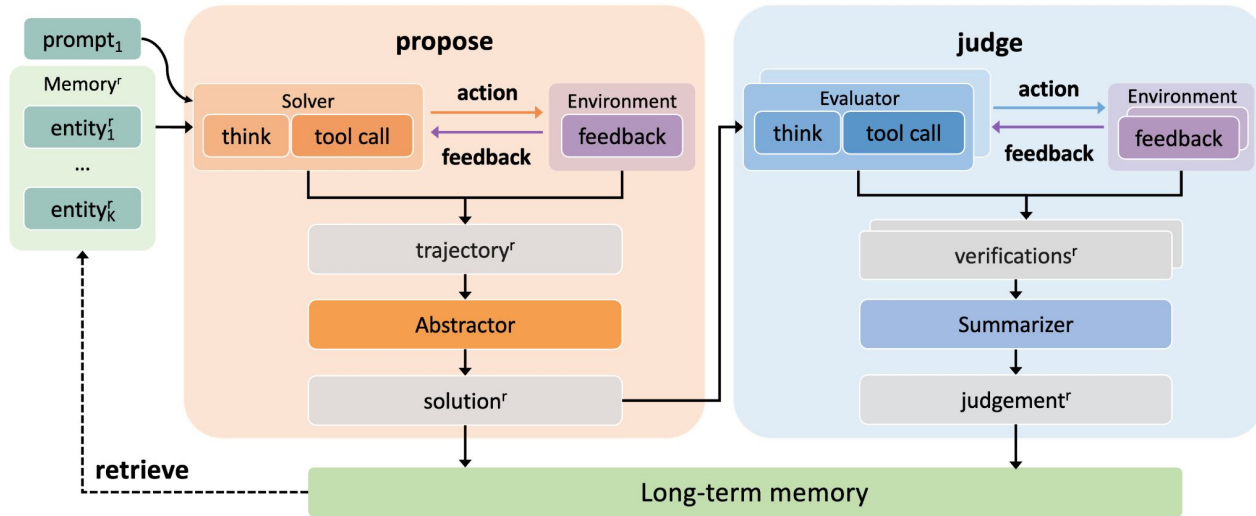 prompt₁
Memoryʳ
entity₁ʳ
...
entityₖʳ
retrieve
propose
Solver
think
tool call
action
feedback
Environment
feedback
trajectoryʳ
Abstractor
solutionʳ
judge
Evaluator
think
tool call
action
feedback
Environment
feedback
verificationsʳ
Summarizer
judgementʳ
Long-term memory